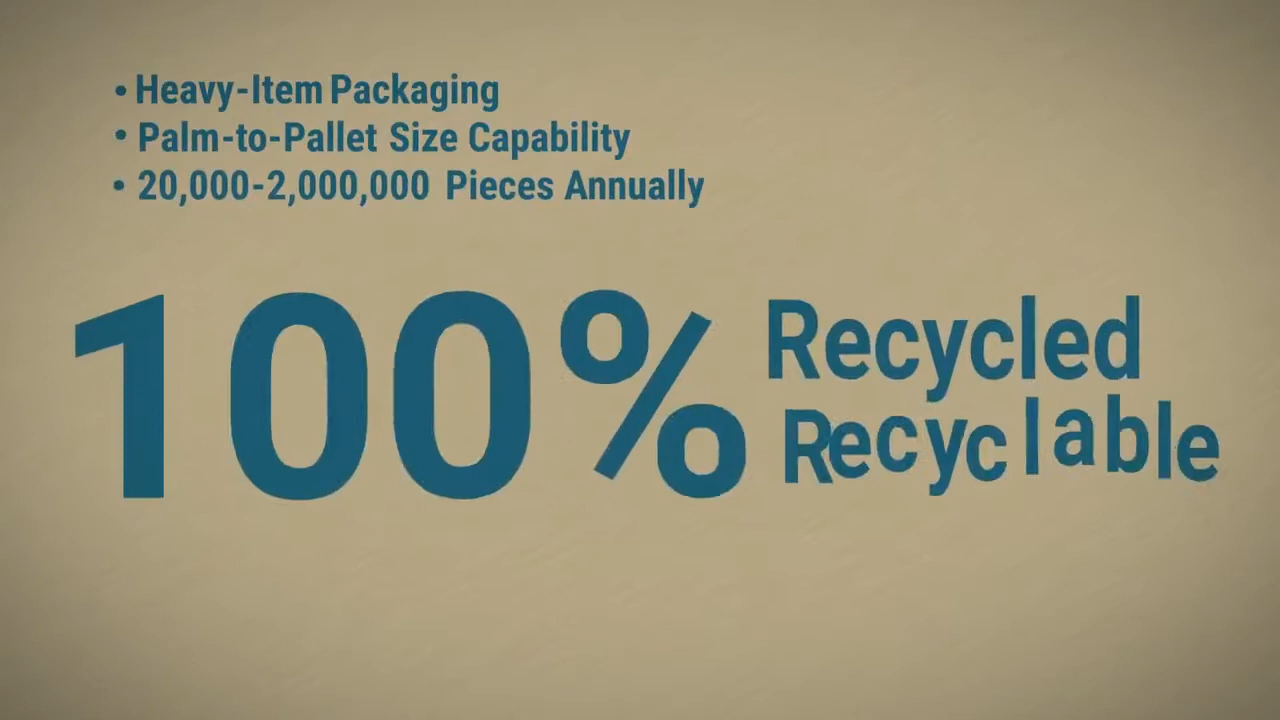 • Heavy-Item Packaging
• Palm-to-Pallet Size Capability
• 20,000-2,000,000 Pieces Annually
100% Recycled
Recyclable